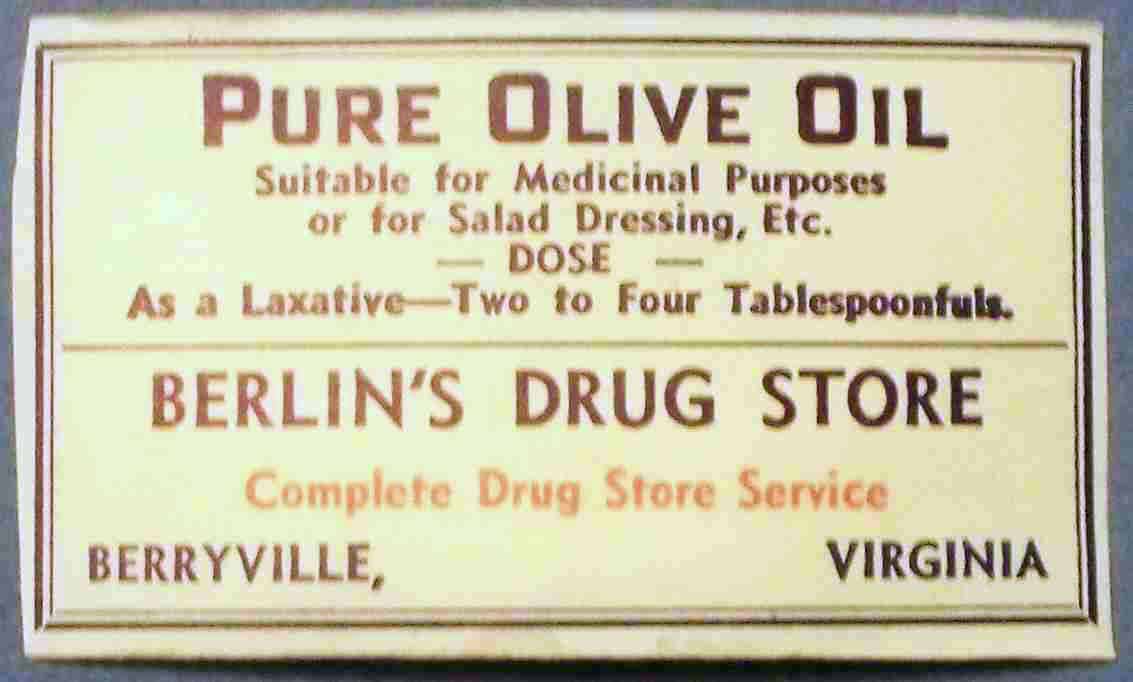 PURE OLIVE OIL
Suitable for Medicinal Purposes
or for Salad Dressing, Etc.
— DOSE —
As a Laxative—Two to Four Tablespoonfuls.
BERLIN'S DRUG STORE
Complete Drug Store Service
BERRYVILLE, VIRGINIA